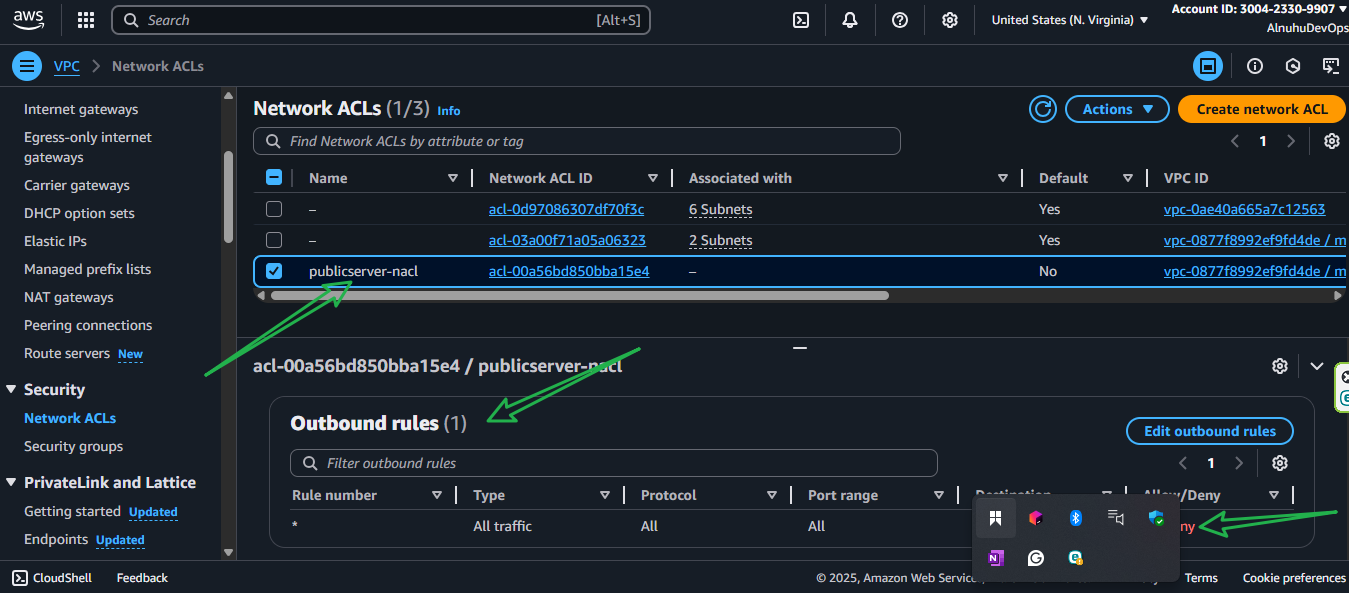 aws
Search
[Alt+S]
United States (N. Virginia)
Account ID: 3004-2330-9907
AlnuhuDevOps
VPC
Network ACLs
Internet gateways
Egress-only internet
gateways
Carrier gateways
DHCP option sets
Elastic IPs
Managed prefix lists
NAT gateways
Peering connections
Route servers New
Security
Network ACLs
Security groups
PrivateLink and Lattice
Getting started Updated
Endpoints Updated
Network ACLs (1/3) Info
Actions
Create network ACL
Find Network ACLs by attribute or tag
1
Name Network ACL ID Associated with Default VPC ID
– acl-0d97086307df70f3c 6 Subnets Yes vpc-0ae40a665a7c12563
– acl-03a00f71a05a06323 2 Subnets Yes vpc-0877f8992ef9fd4de / m
publicserver-nacl acl-00a56bd850bba15e4 – No vpc-0877f8992ef9fd4de / m
acl-00a56bd850bba15e4 / publicserver-nacl
Outbound rules (1)
Edit outbound rules
Filter outbound rules
1
Rule number Type Protocol Port range Destination Allow/Deny
* All traffic All All ny
CloudShell Feedback
© 2025, Amazon Web Service Terms Cookie preferences